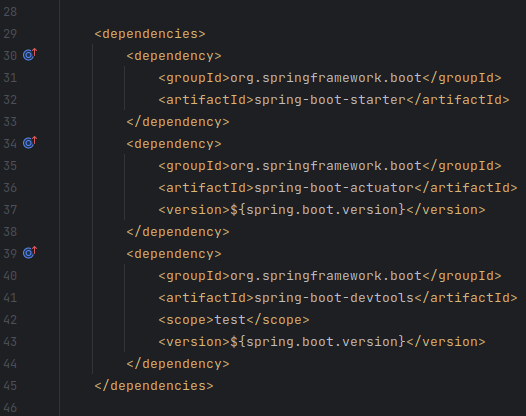 28
29 <dependencies>
30 <dependency>
31 <groupId>org.springframework.boot</groupId>
32 <artifactId>spring-boot-starter</artifactId>
33 </dependency>
34 <dependency>
35 <groupId>org.springframework.boot</groupId>
36 <artifactId>spring-boot-actuator</artifactId>
37 <version>${spring.boot.version}</version>
38 </dependency>
39 <dependency>
40 <groupId>org.springframework.boot</groupId>
41 <artifactId>spring-boot-devtools</artifactId>
42 <scope>test</scope>
43 <version>${spring.boot.version}</version>
44 </dependency>
45 </dependencies>
46